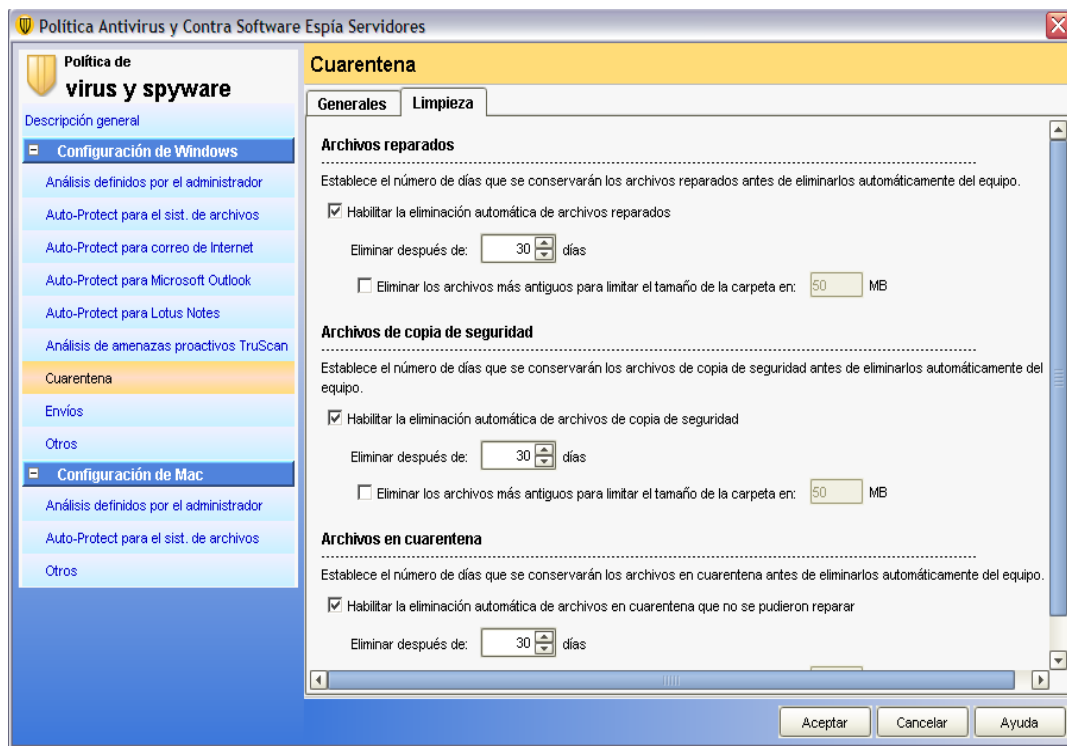 Política Antivirus y Contra Software Espía Servidores
Política de
virus y spyware
Descripción general
Configuración de Windows
Análisis definidos por el administrador
Auto-Protect para el sist. de archivos
Auto-Protect para correo de Internet
Auto-Protect para Microsoft Outlook
Auto-Protect para Lotus Notes
Análisis de amenazas proactivos TruScan
Cuarentena
Envíos
Otros
Configuración de Mac
Análisis definidos por el administrador
Auto-Protect para el sist. de archivos
Otros
Cuarentena
Generales Limpieza
Archivos reparados
Establece el número de días que se conservarán los archivos reparados antes de eliminarlos automáticamente del equipo.
Habilitar la eliminación automática de archivos reparados
Eliminar después de: 30 días
Eliminar los archivos más antiguos para limitar el tamaño de la carpeta en: 50 MB
Archivos de copia de seguridad
Establece el número de días que se conservarán los archivos de copia de seguridad antes de eliminarlos automáticamente del
equipo.
Habilitar la eliminación automática de archivos de copia de seguridad
Eliminar después de: 30 días
Eliminar los archivos más antiguos para limitar el tamaño de la carpeta en: 50 MB
Archivos en cuarentena
Establece el número de días que se conservarán los archivos en cuarentena antes de eliminarlos automáticamente del equipo.
Habilitar la eliminación automática de archivos en cuarentena que no se pudieron reparar
Eliminar después de: 30 días
Aceptar Cancelar Ayuda